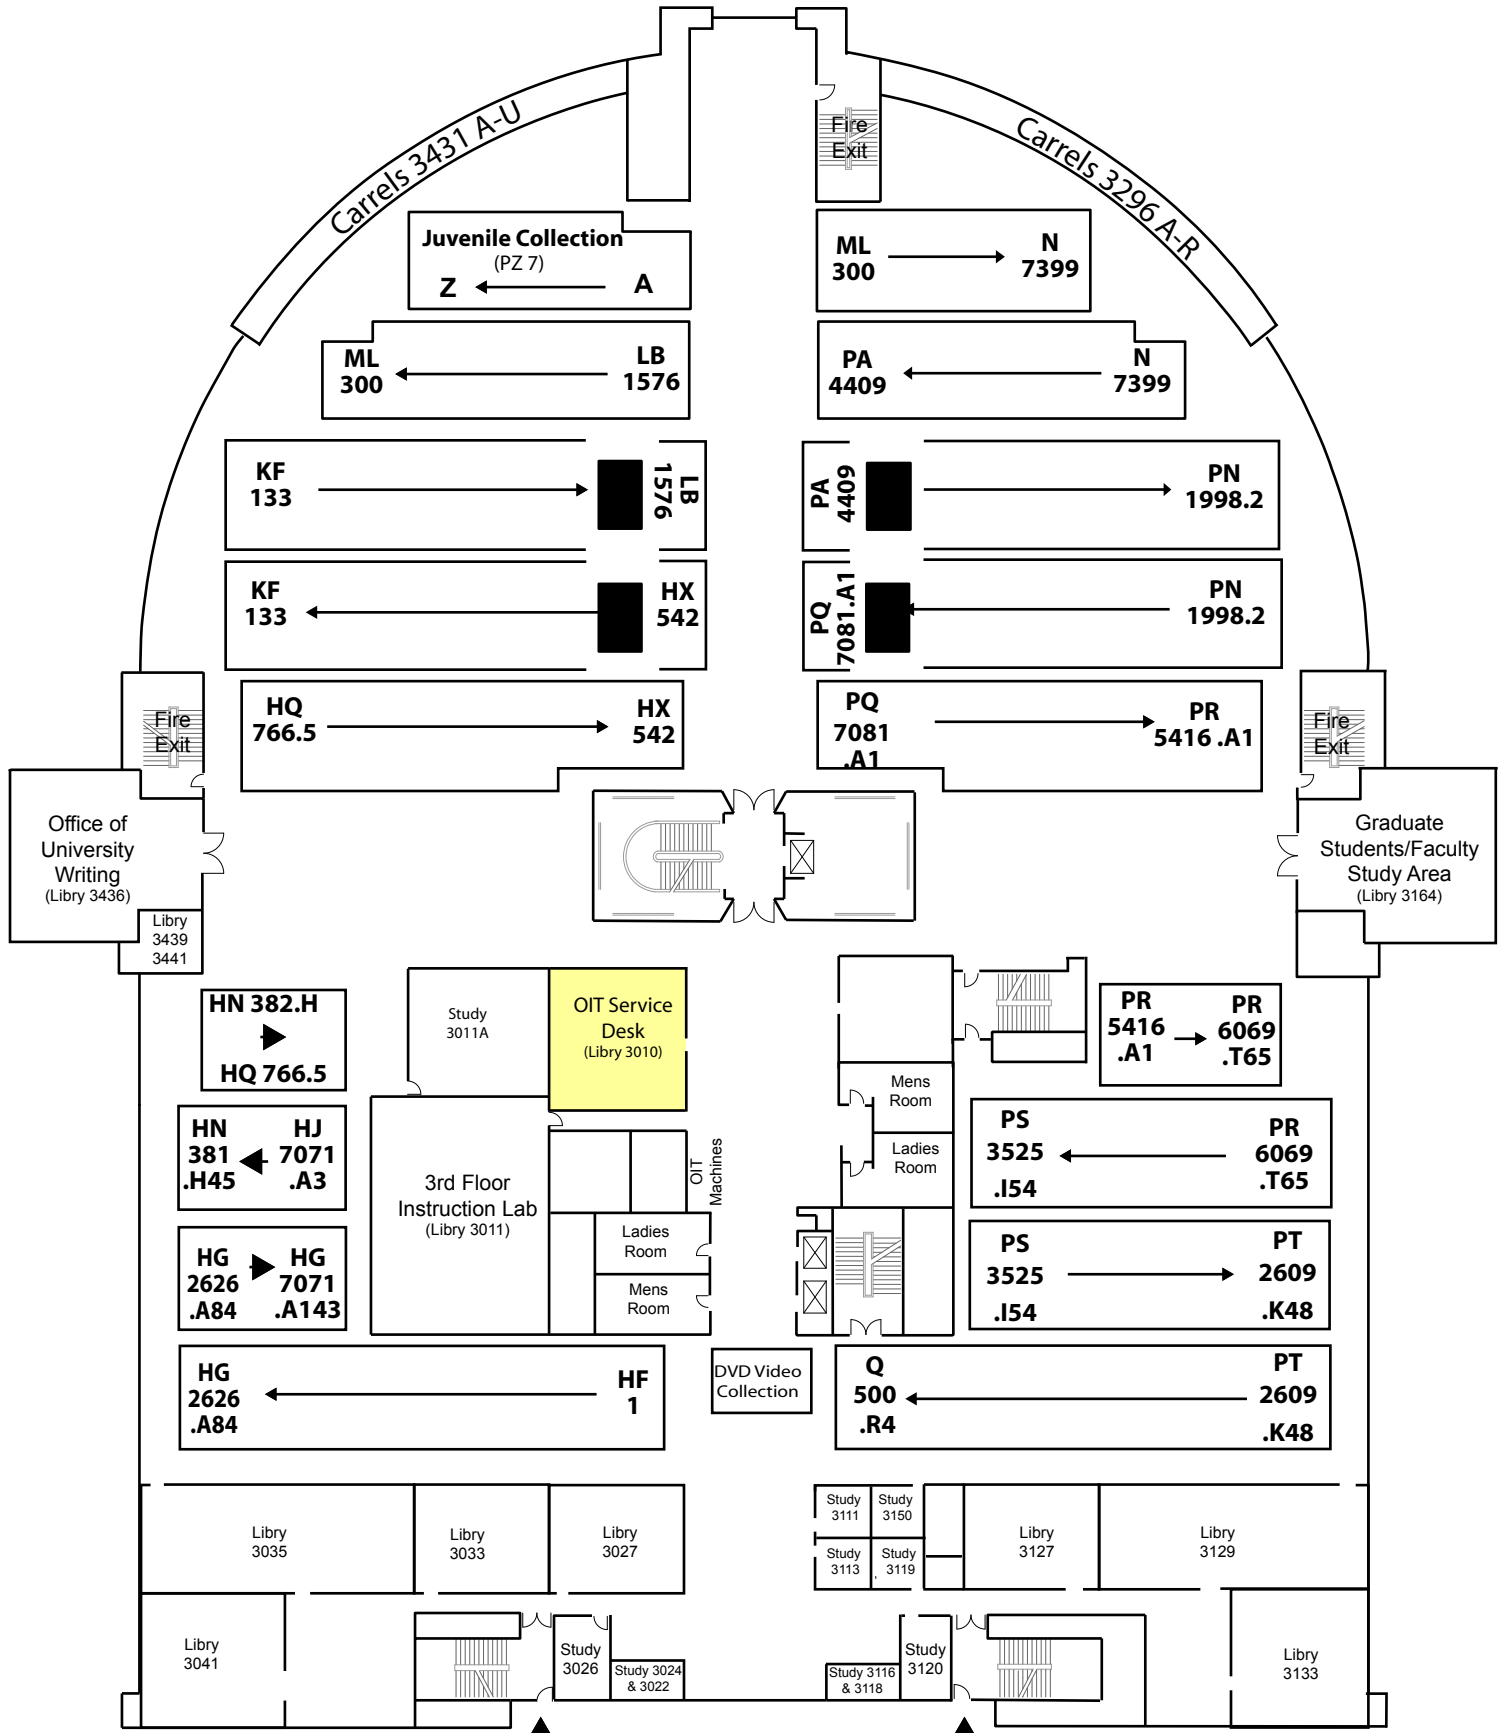 Carrels 3431 A-U
Carrels 3296 A-R
Fire
Exit
Juvenile Collection
(PZ 7)
Z
A
ML
300
N
7399
ML
300
LB
1576
PA
4409
N
7399
KF
133
LB
1576
PA
4409
PN
1998.2
KF
133
HX
542
PQ
7081.A1
PN
1998.2
HQ
766.5
HX
542
PQ
7081
.A1
PR
5416 .A1
Fire
Exit
Fire
Exit
Office of
University
Writing
(Libry 3436)
Libry
3439
3441
Graduate
Students/Faculty
Study Area
(Libry 3164)
HN 382.H
HQ 766.5
Study
3011A
OIT Service
Desk
(Libry 3010)
PR
5416
.A1
PR
6069
.T65
Mens
Room
Ladies
Room
HN
381
.H45
HJ
7071
.A3
3rd Floor
Instruction Lab
(Libry 3011)
OIT
Machines
PS
3525
.I54
PR
6069
.T65
Ladies
Room
Mens
Room
HG
2626
.A84
HG
7071
.A143
PS
3525
.I54
PT
2609
.K48
HG
2626
.A84
HF
1
DVD Video
Collection
Q
500
.R4
PT
2609
.K48
Libry
3035
Libry
3033
Libry
3027
Study
3111
Study
3150
Study
3113
Study
3119
Libry
3127
Libry
3129
Libry
3041
Study
3026
Study 3024
& 3022
Study 3116
& 3118
Study
3120
Libry
3133